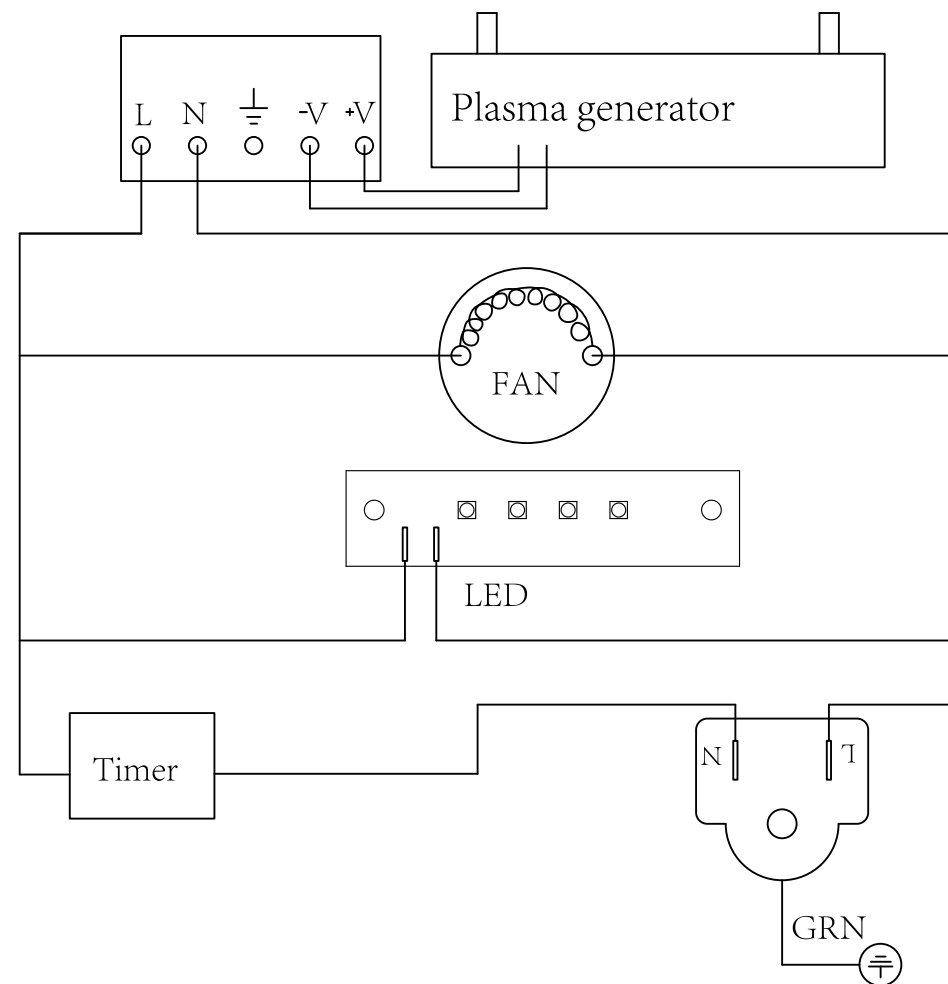 L N -V +V
Plasma generator
FAN
LED
Timer
N L
GRN